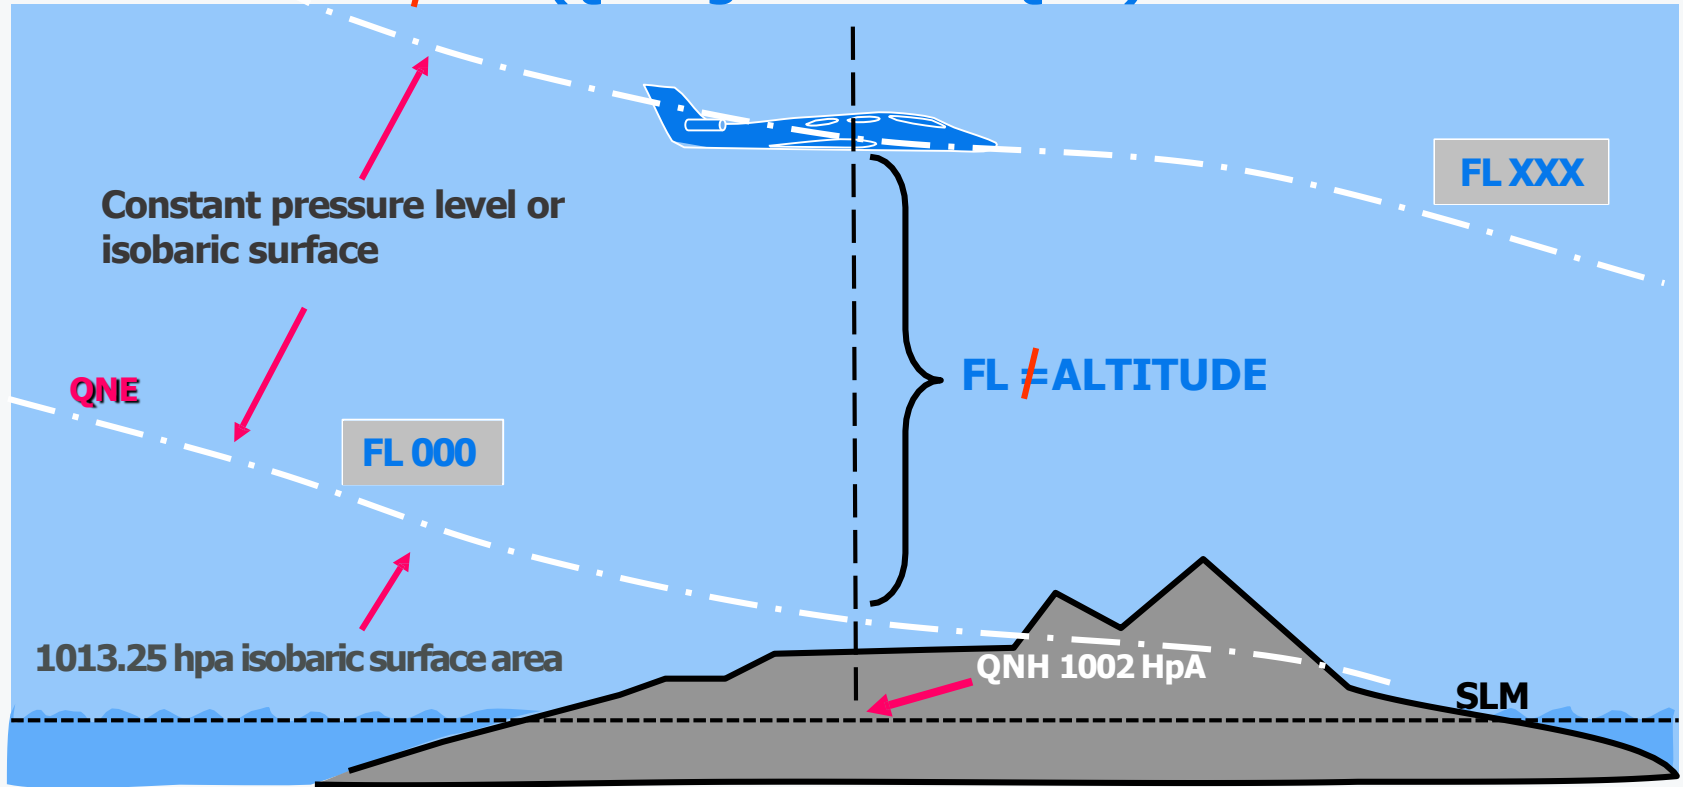 FL XXX
Constant pressure level or
isobaric surface
FL ≠ ALTITUDE
QNE
FL 000
1013.25 hpa isobaric surface area
QNH 1002 HpA
SLM